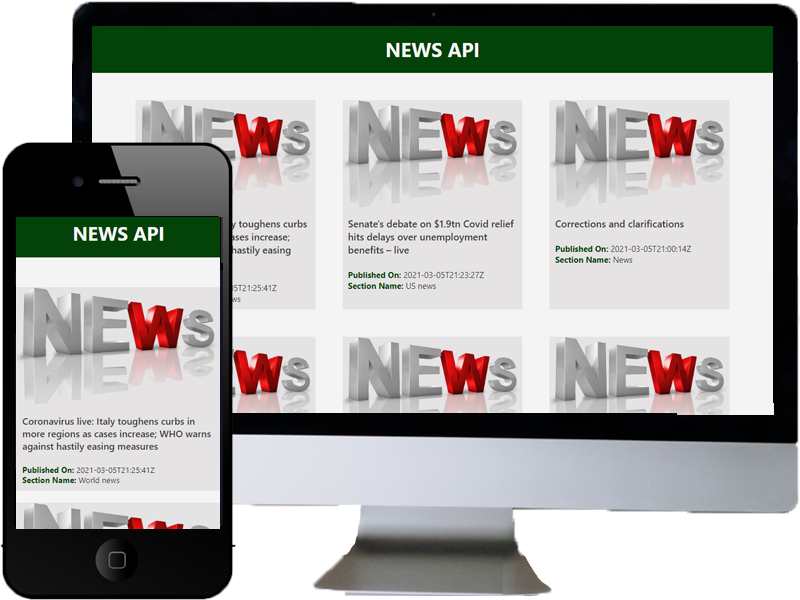 NEWS API
NEWS
NEWS
NEWS
y toughens curbs
ases increase;
hastily easing
5T21:25:41Z
ws
Senate's debate on $1.9tn Covid relief
hits delays over unemployment
benefits – live
Published On: 2021-03-05T21:23:27Z
Section Name: US news
Corrections and clarifications
Published On: 2021-03-05T21:00:14Z
Section Name: News
NEWS
NEWS
NEWS
NEWS API
NEWS
Coronavirus live: Italy toughens curbs in
more regions as cases increase; WHO warns
against hastily easing measures
Published On: 2021-03-05T21:25:41Z
Section Name: World news
NEWS